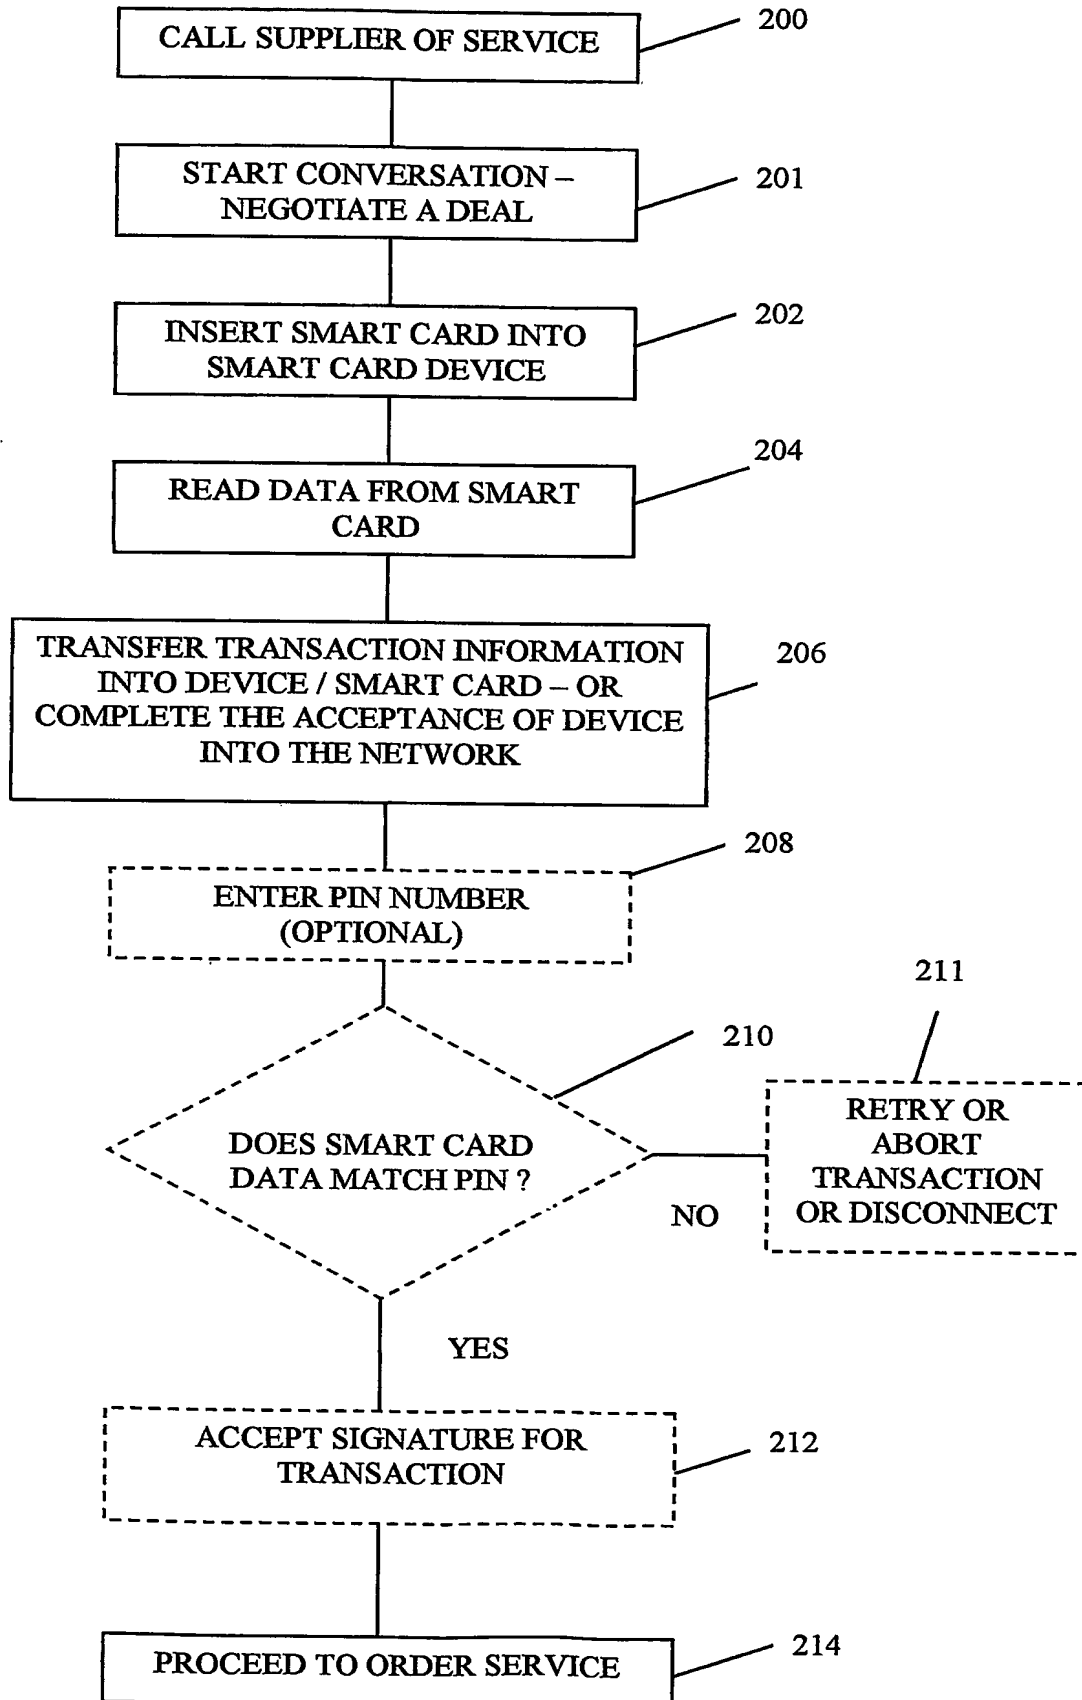 CALL SUPPLIER OF SERVICE
200
START CONVERSATION –
NEGOTIATE A DEAL
201
INSERT SMART CARD INTO
SMART CARD DEVICE
202
READ DATA FROM SMART
CARD
204
TRANSFER TRANSACTION INFORMATION
INTO DEVICE / SMART CARD – OR
COMPLETE THE ACCEPTANCE OF DEVICE
INTO THE NETWORK
206
ENTER PIN NUMBER
(OPTIONAL)
208
DOES SMART CARD
DATA MATCH PIN ?
210
NO
211
RETRY OR
ABORT
TRANSACTION
OR DISCONNECT
YES
ACCEPT SIGNATURE FOR
TRANSACTION
212
PROCEED TO ORDER SERVICE
214